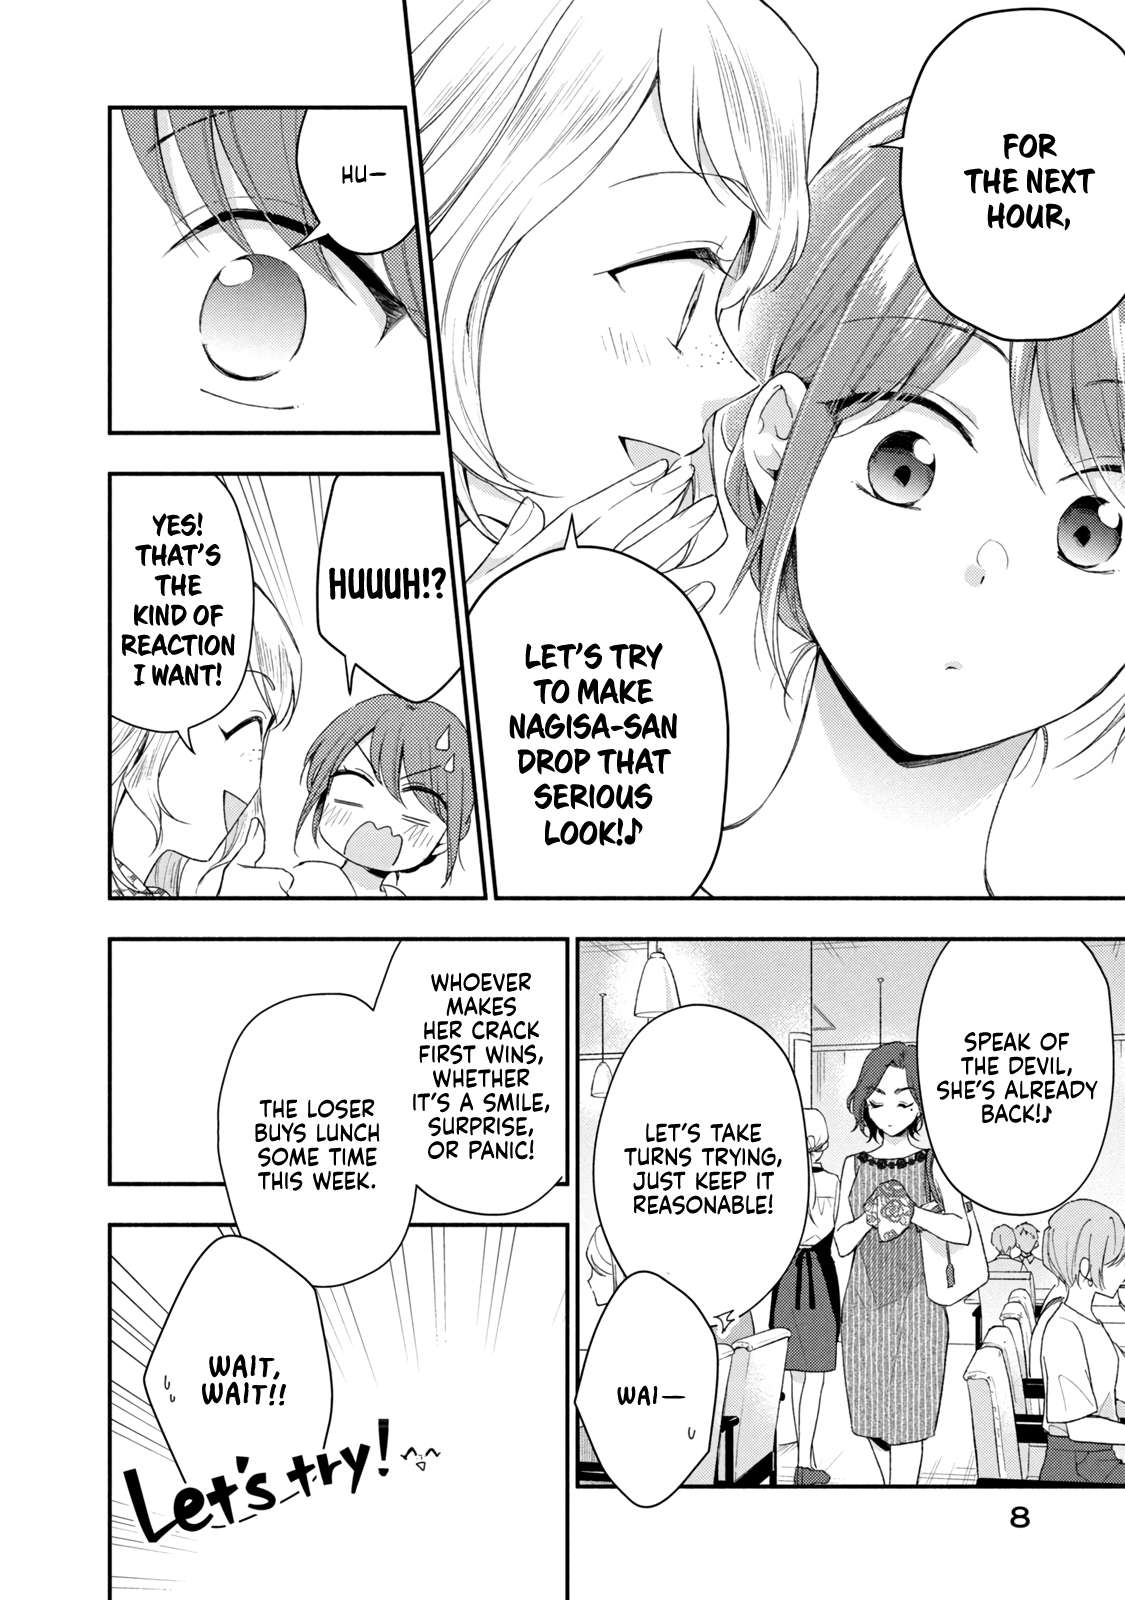 FOR
THE NEXT
HOUR,
LET'S TRY
TO MAKE
NAGISA-SAN
DROP THAT
SERIOUS
LOOK!♪
HU—
HUUUH!?
YES!
THAT'S
THE
KIND OF
REACTION
I WANT!
SPEAK OF
THE DEVIL,
SHE'S ALREADY
BACK!♪
LET'S TAKE
TURNS TRYING,
JUST KEEP IT
REASONABLE!
WAI—
WHOEVER
MAKES
HER CRACK
FIRST WINS,
WHETHER
IT'S A SMILE,
SURPRISE,
OR PANIC!
THE LOSER
BUYS LUNCH
SOME TIME
THIS WEEK.
WAIT,
WAIT!!
Let's try!
8